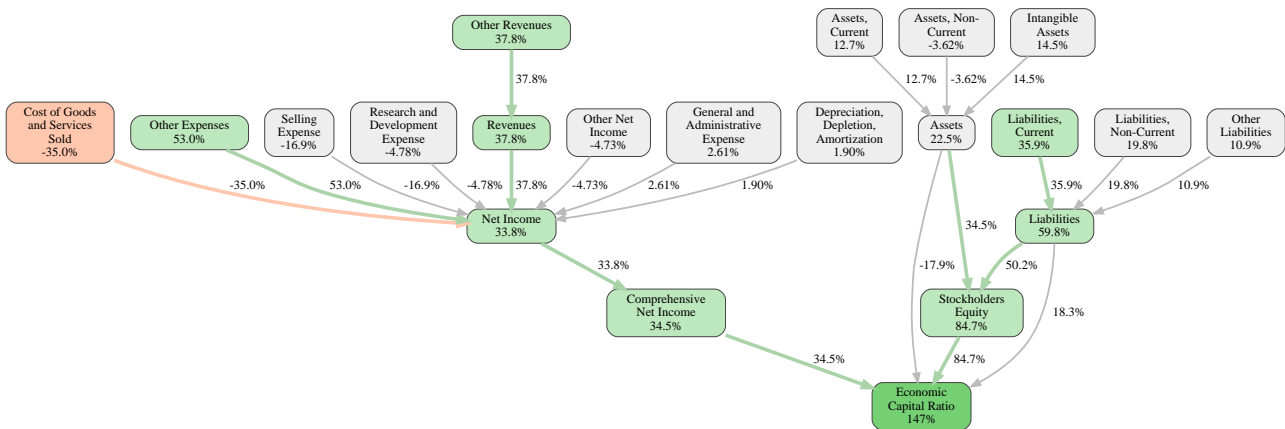 Other Revenues
37.8%
Assets,
Current
12.7%
Assets, Non-
Current
-3.62%
Intangible
Assets
14.5%
37.8%
12.7%
-3.62%
14.5%
Cost of Goods
and Services
Sold
-35.0%
Other Expenses
53.0%
Selling
Expense
-16.9%
Research and
Development
Expense
-4.78%
Revenues
37.8%
Other Net
Income
-4.73%
General and
Administrative
Expense
2.61%
Depreciation,
Depletion,
Amortization
1.90%
Assets
22.5%
Liabilities,
Current
35.9%
Liabilities,
Non-Current
19.8%
Other
Liabilities
10.9%
-35.0%
53.0%
-16.9%
-4.78%
37.8%
-4.73%
2.61%
1.90%
35.9%
19.8%
10.9%
Net Income
33.8%
Liabilities
59.8%
34.5%
33.8%
-17.9%
50.2%
Comprehensive
Net Income
34.5%
Stockholders
Equity
84.7%
18.3%
34.5%
84.7%
Economic
Capital Ratio
147%